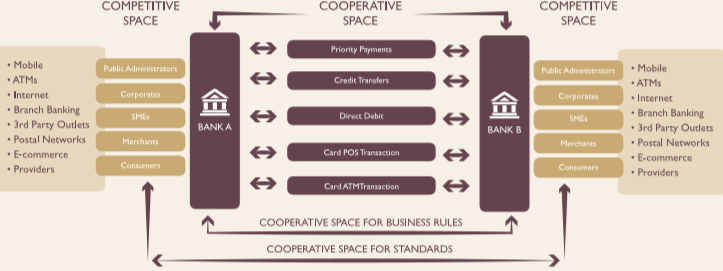 COMPETITIVE
SPACE
COOPERATIVE
SPACE
COMPETITIVE
SPACE
• Mobile
• ATMs
• Internet
• Branch Banking
• 3rd Party Outlets
• Postal Networks
• E-commerce
• Providers
Public Administrators
Corporates
SMEs
Merchants
Consumers
BANK A
Priority Payments
Credit Transfers
Direct Debit
Card POS Transaction
Card ATMTransaction
BANK B
Public Administrators
Corporates
SMEs
Merchants
Consumers
• Mobile
• ATMs
• Internet
• Branch Banking
• 3rd Party Outlets
• Postal Networks
• E-commerce
• Providers
COOPERATIVE SPACE FOR BUSINESS RULES
COOPERATIVE SPACE FOR STANDARDS